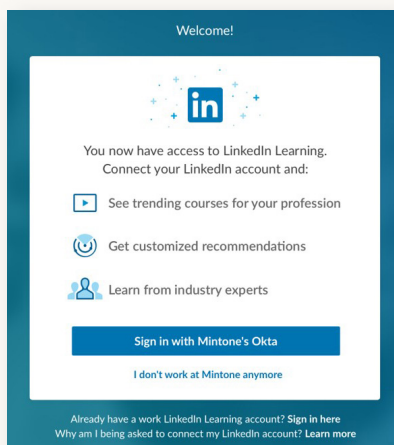 Welcome!
in
You now have access to LinkedIn Learning.
Connect your LinkedIn account and:
See trending courses for your profession
Get customized recommendations
Learn from industry experts
Sign in with Mintone's Okta
I don't work at Mintone anymore
Already have a work LinkedIn Learning account? Sign in here
Why am I being asked to connect my LinkedIn account? Learn more